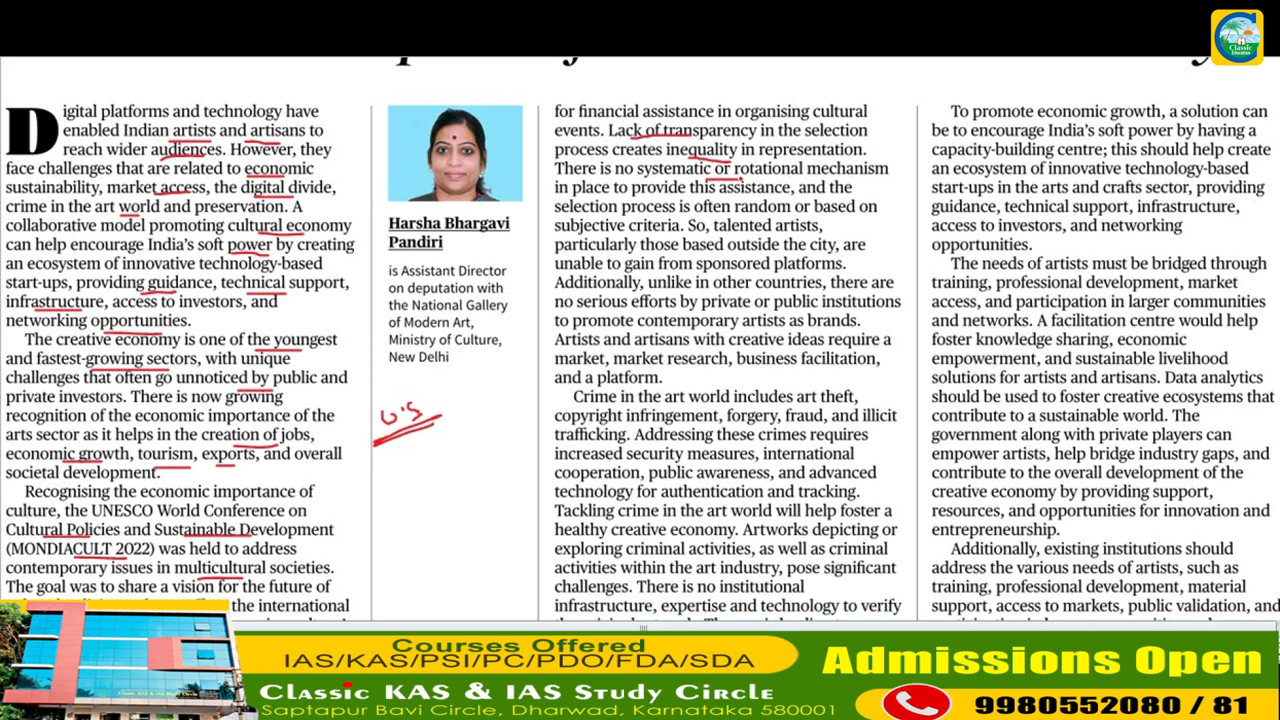 Classic
Education
Digital platforms and technology have
enabled Indian artists and artisans to
reach wider audiences. However, they
face challenges that are related to economic
sustainability, market access, the digital divide,
crime in the art world and preservation. A
collaborative model promoting cultural economy
can help encourage India's soft power by creating
an ecosystem of innovative technology-based
start-ups, providing guidance, technical support,
infrastructure, access to investors, and
networking opportunities.
The creative economy is one of the youngest
and fastest-growing sectors, with unique
challenges that often go unnoticed by public and
private investors. There is now growing
recognition of the economic importance of the
arts sector as it helps in the creation of jobs,
economic growth, tourism, exports, and overall
societal development.
Recognising the economic importance of
culture, the UNESCO World Conference on
Cultural Policies and Sustainable Development
(MONDIACULT 2022) was held to address
contemporary issues in multicultural societies.
The goal was to share a vision for the future of
the international
Harsha Bhargavi
Pandiri
is Assistant Director
on deputation with
the National Gallery
of Modern Art,
Ministry of Culture,
New Delhi
for financial assistance in organising cultural
events. Lack of transparency in the selection
process creates inequality in representation.
There is no systematic or rotational mechanism
in place to provide this assistance, and the
selection process is often random or based on
subjective criteria. So, talented artists,
particularly those based outside the city, are
unable to gain from sponsored platforms.
Additionally, unlike in other countries, there are
no serious efforts by private or public institutions
to promote contemporary artists as brands.
Artists and artisans with creative ideas require a
market, market research, business facilitation,
and a platform.
Crime in the art world includes art theft,
copyright infringement, forgery, fraud, and illicit
trafficking. Addressing these crimes requires
increased security measures, international
cooperation, public awareness, and advanced
technology for authentication and tracking.
Tackling crime in the art world will help foster a
healthy creative economy. Artworks depicting or
exploring criminal activities, as well as criminal
activities within the art industry, pose significant
challenges. There is no institutional
infrastructure, expertise and technology to verify
To promote economic growth, a solution can
be to encourage India's soft power by having a
capacity-building centre; this should help create
an ecosystem of innovative technology-based
start-ups in the arts and crafts sector, providing
guidance, technical support, infrastructure,
access to investors, and networking
opportunities.
The needs of artists must be bridged through
training, professional development, market
access, and participation in larger communities
and networks. A facilitation centre would help
foster knowledge sharing, economic
empowerment, and sustainable livelihood
solutions for artists and artisans. Data analytics
should be used to foster creative ecosystems that
contribute to a sustainable world. The
government along with private players can
empower artists, help bridge industry gaps, and
contribute to the overall development of the
creative economy by providing support,
resources, and opportunities for innovation and
entrepreneurship.
Additionally, existing institutions should
address the various needs of artists, such as
training, professional development, material
support, access to markets, public validation, and
Courses Offered
IAS/KAS/PSI/PC/PDO/FDA/SDA
Classic KAS & IAS Study Circle
Saptapur Bavi Circle, Dharwad, Karnataka 580001
Admissions Open
9980552080 / 81